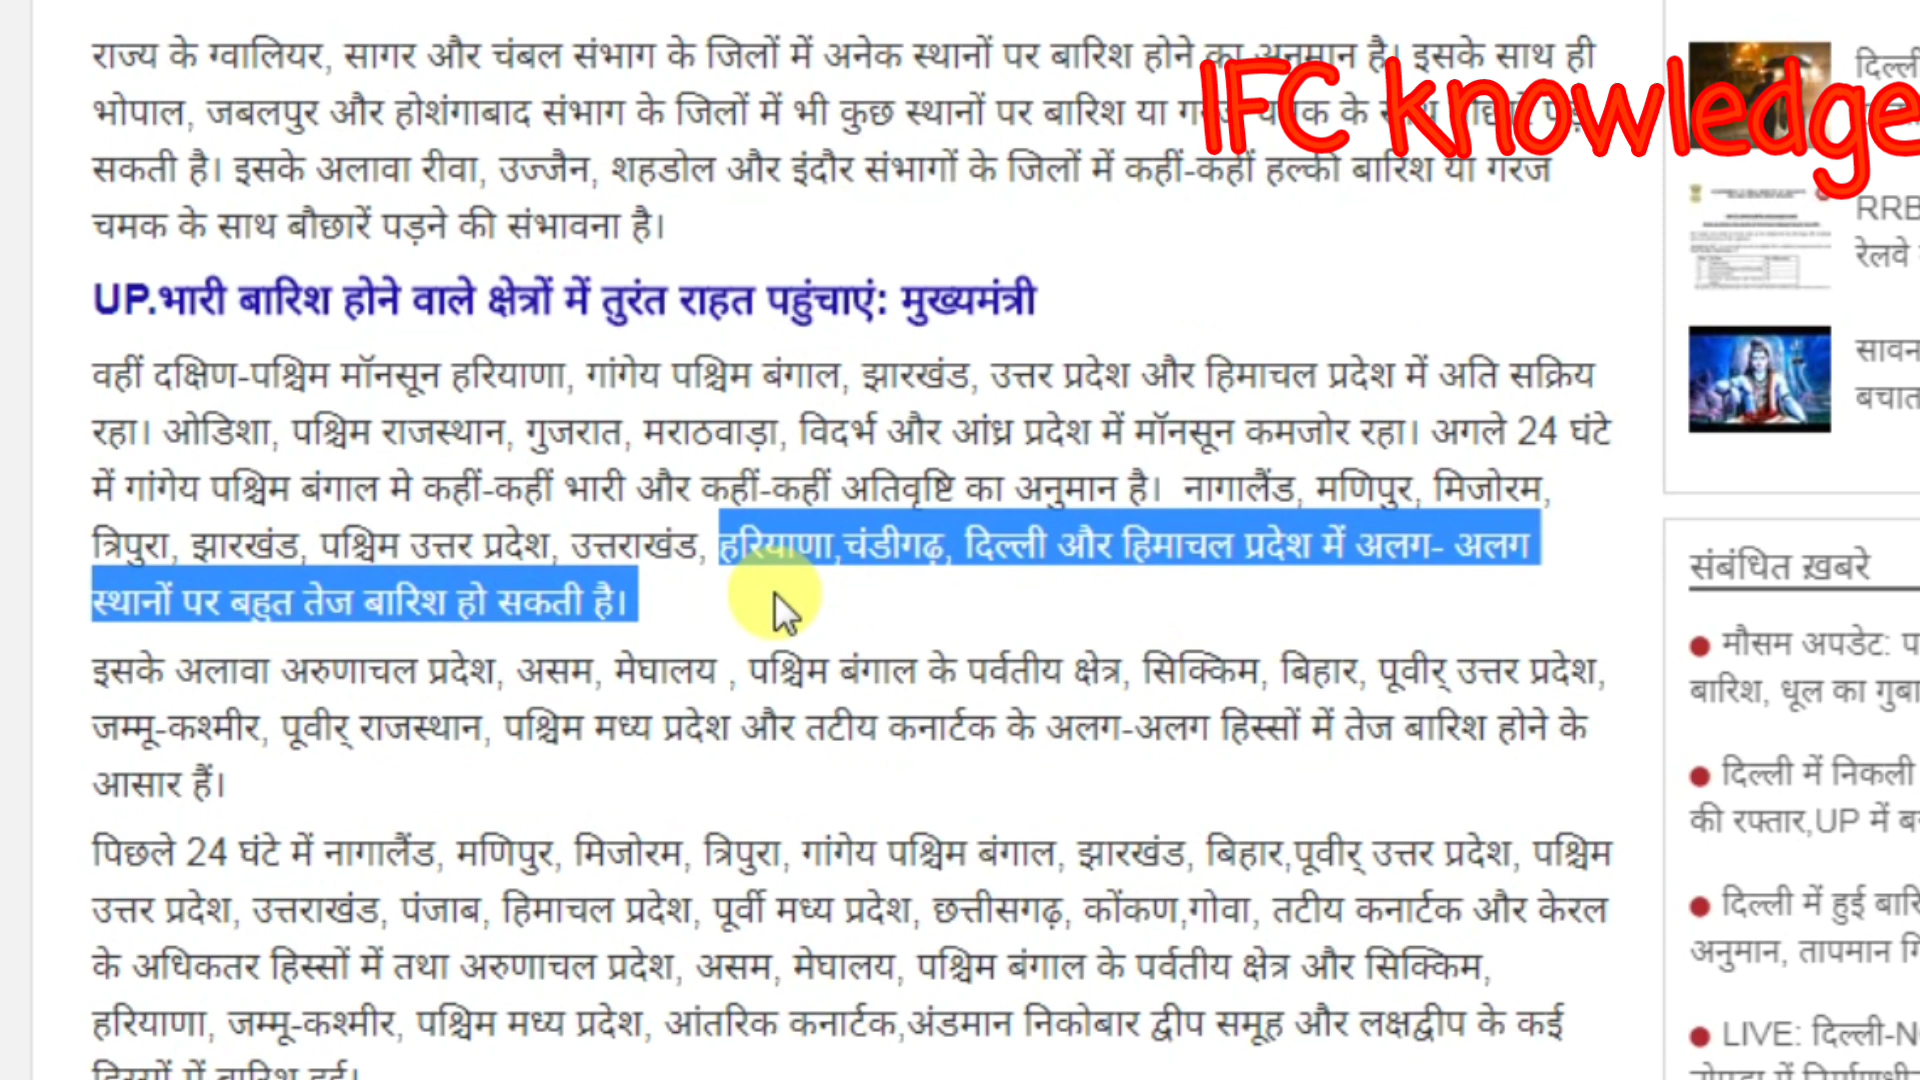 राज्य के ग्वालियर, सागर और चंबल संभाग के जिलों में अनेक स्थानों पर बारिश होने का अनुमान है। इसके साथ ही
भोपाल, जबलपुर और होशंगाबाद संभाग के जिलों में भी कुछ स्थानों पर बारिश या के
सकती है। इसके अलावा रीवा, उज्जैन, शहडोल और इंदौर संभागों के जिलों में कहीं-कहीं हल्की बारिश या गरज
चमक के साथ बौछारें पड़ने की संभावना है।
IFC knowledge
UP.भारी बारिश होने वाले क्षेत्रों में तुरंत राहत पहुंचाएं: मुख्यमंत्री
वहीं दक्षिण-पश्चिम मॉनसून हरियाणा, गांगेय पश्चिम बंगाल, झारखंड, उत्तर प्रदेश और हिमाचल प्रदेश में अति सक्रिय
रहा। ओडिशा, पश्चिम राजस्थान, गुजरात, मराठवाड़ा, विदर्भ और आंध्र प्रदेश में मॉनसून कमजोर रहा। अगले 24 घंटे
में गांगेय पश्चिम बंगाल मे कहीं-कहीं भारी और कहीं-कहीं अतिवृष्टि का अनुमान है। नागालैंड, मणिपुर, मिजोरम,
त्रिपुरा, झारखंड, पश्चिम उत्तर प्रदेश, उत्तराखंड, हरियाणा,चंडीगढ़, दिल्ली और हिमाचल प्रदेश में अलग- अलग
स्थानों पर बहुत तेज बारिश हो सकती है।
इसके अलावा अरुणाचल प्रदेश, असम, मेघालय , पश्चिम बंगाल के पर्वतीय क्षेत्र, सिक्किम, बिहार, पूवीर् उत्तर प्रदेश,
जम्मू-कश्मीर, पूवीर् राजस्थान, पश्चिम मध्य प्रदेश और तटीय कनार्टक के अलग-अलग हिस्सों में तेज बारिश होने के
आसार हैं।
पिछले 24 घंटे में नागालैंड, मणिपुर, मिजोरम, त्रिपुरा, गांगेय पश्चिम बंगाल, झारखंड, बिहार,पूवीर् उत्तर प्रदेश, पश्चिम
उत्तर प्रदेश, उत्तराखंड, पंजाब, हिमाचल प्रदेश, पूर्वी मध्य प्रदेश, छत्तीसगढ़, कोंकण,गोवा, तटीय कनार्टक और केरल
के अधिकतर हिस्सों में तथा अरुणाचल प्रदेश, असम, मेघालय, पश्चिम बंगाल के पर्वतीय क्षेत्र और सिक्किम,
हरियाणा, जम्मू-कश्मीर, पश्चिम मध्य प्रदेश, आंतरिक कनार्टक,अंडमान निकोबार द्वीप समूह और लक्षद्वीप के कई
दिल्ली
RRB
रेलवे
सावन
संबंधित ख़बरे
मौसम अपडेट:
बारिश, धूल का
दिल्ली में निकली
की रफ्तार,UP में
दिल्ली में हुई
अनुमान, तापमान
LIVE: